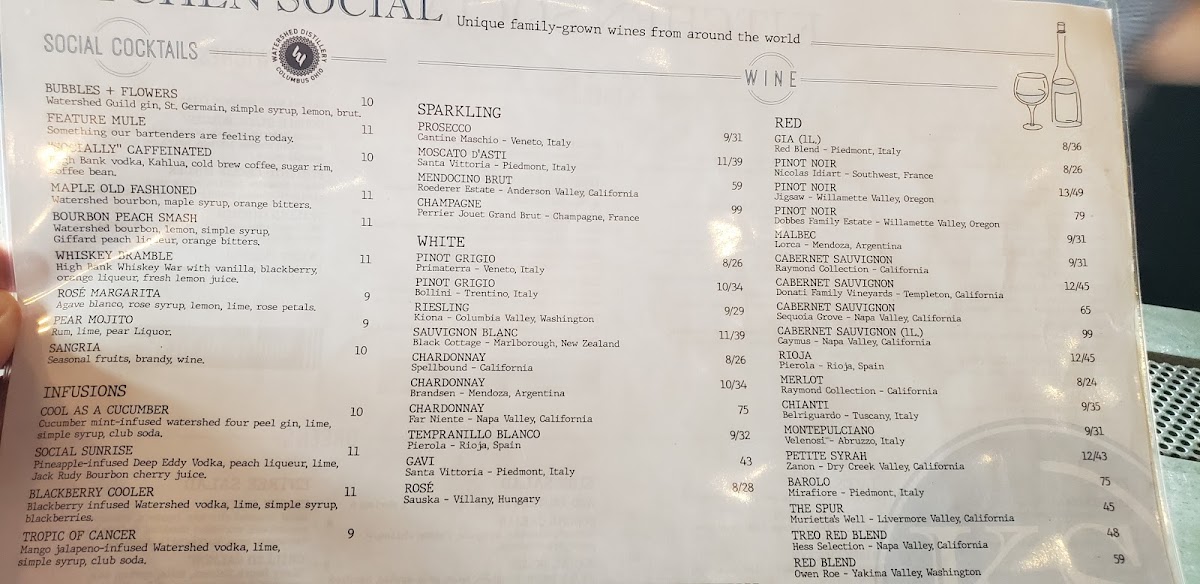 KITCHEN SOCIAL
Unique family-grown wines from around the world
SOCIAL COCKTAILS
WATERSHED DISTILLERY
W
COLUMBUS OHIO
BUBBLES + FLOWERS 10
Watershed Guild gin, St. Germain, simple syrup, lemon, brut.
FEATURE MULE 11
Something our bartenders are feeling today.
"SOCIALLY" CAFFEINATED 10
High Bank vodka, Kahlua, cold brew coffee, sugar rim,
coffee bean.
MAPLE OLD FASHIONED 11
Watershed bourbon, maple syrup, orange bitters.
BOURBON PEACH SMASH 11
Watershed bourbon, lemon, simple syrup,
Giffard peach liqueur, orange bitters.
WHISKEY BRAMBLE 11
High Bank Whiskey War with vanilla, blackberry,
orange liqueur, fresh lemon juice.
ROSÉ MARGARITA 9
Agave blanco, rose syrup, lemon, lime, rose petals.
PEAR MOJITO 9
Rum, lime, pear Liquor.
SANGRIA 10
Seasonal fruits, brandy, wine.
INFUSIONS
COOL AS A CUCUMBER 10
Cucumber mint-infused watershed four peel gin, lime,
simple syrup, club soda.
SOCIAL SUNRISE 11
Pineapple-infused Deep Eddy Vodka, peach liqueur, lime,
Jack Rudy Bourbon cherry juice.
BLACKBERRY COOLER 11
Blackberry infused Watershed vodka, lime, simple syrup,
blackberries.
TROPIC OF CANCER 9
Mango jalapeno-infused Watershed vodka, lime,
simple syrup, club soda.
WINE
SPARKLING
PROSECCO 9/31
Cantine Maschio - Veneto, Italy
MOSCATO D'ASTI 11/39
Santa Vittoria - Piedmont, Italy
MENDOCINO BRUT 59
Roederer Estate - Anderson Valley, California
CHAMPAGNE 99
Perrier Jouet Grand Brut - Champagne, France
WHITE
PINOT GRIGIO 8/26
Primaterra - Veneto, Italy
PINOT GRIGIO 10/34
Bollini - Trentino, Italy
RIESLING 9/29
Kiona - Columbia Valley, Washington
SAUVIGNON BLANC 11/39
Black Cottage - Marlborough, New Zealand
CHARDONNAY 8/26
Spellbound - California
CHARDONNAY 10/34
Brandsen - Mendoza, Argentina
CHARDONNAY 75
Far Niente - Napa Valley, California
TEMPRANILLO BLANCO 9/32
Pierola - Rioja, Spain
GAVI 43
Santa Vittoria - Piedmont, Italy
ROSÉ 8/28
Sauska - Villany, Hungary
RED
GIA (1L) 8/36
Red Blend - Piedmont, Italy
PINOT NOIR 8/26
Nicolas Idiart - Southwest, France
PINOT NOIR 13/49
Jigsaw - Willamette Valley, Oregon
PINOT NOIR 79
Dobbes Family Estate - Willamette Valley, Oregon
MALBEC 9/31
Lorca - Mendoza, Argentina
CABERNET SAUVIGNON 9/31
Raymond Collection - California
CABERNET SAUVIGNON 12/45
Donati Family Vineyards - Templeton, California
CABERNET SAUVIGNON 65
Sequoia Grove - Napa Valley, California
CABERNET SAUVIGNON (1L) 99
Caymus - Napa Valley, California
RIOJA 12/45
Pierola - Rioja, Spain
MERLOT 8/24
Raymond Collection - California
CHIANTI 9/35
Belriguardo - Tuscany, Italy
MONTEPULCIANO 9/31
Velenosi - Abruzzo, Italy
PETITE SYRAH 12/43
Zanon - Dry Creek Valley, California
BAROLO 75
Mirafiore - Piedmont, Italy
THE SPUR 45
Murietta's Well - Livermore Valley, California
TREO RED BLEND 48
Hess Selection - Napa Valley, California
RED BLEND 59
Owen Roe - Yakima Valley, Washington